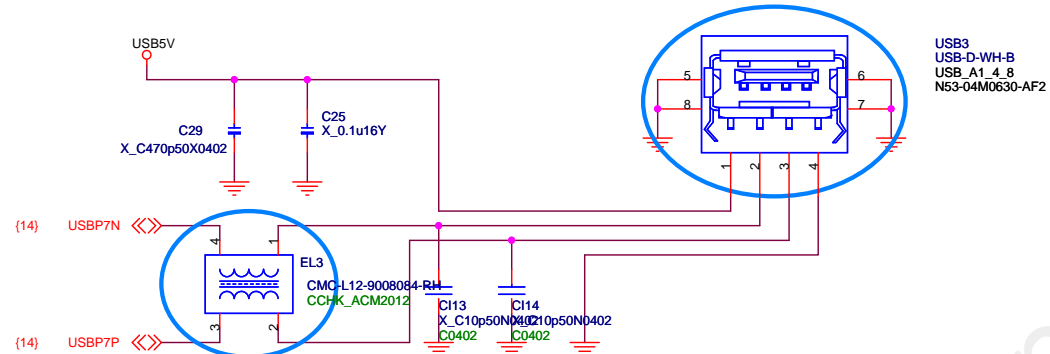 USB5V
USB3
USB-D-WH-B
USB_A1_4_8
N53-04M0630-AF2
5
6
8
7
C29
X_C470p50X0402
C25
X_0.1u16Y
1
2
3
4
{14}
USBP7N
4
1
EL3
CMC-L12-9008084-RH
CCHK_ACM2012
CI13
X_C10p50N0402
C0402
CI14
X_C10p50N0402
C0402
3
2
{14}
USBP7P